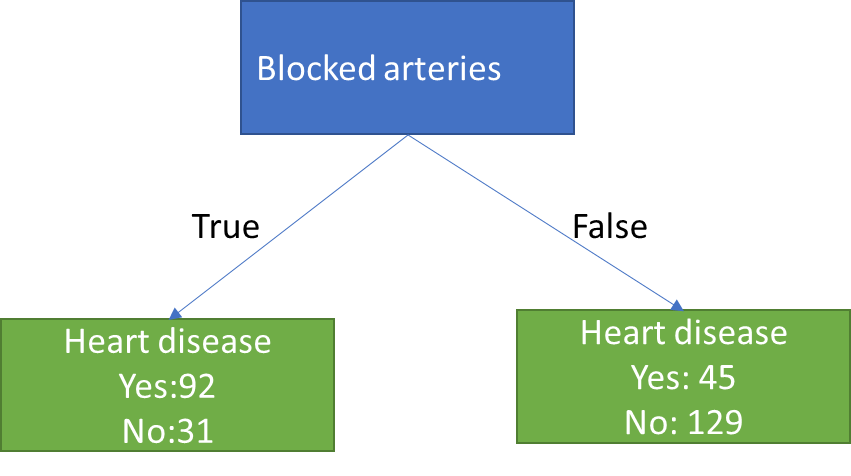 Blocked arteries
True
False
Heart disease
Yes:92
No:31
Heart disease
Yes: 45
No: 129